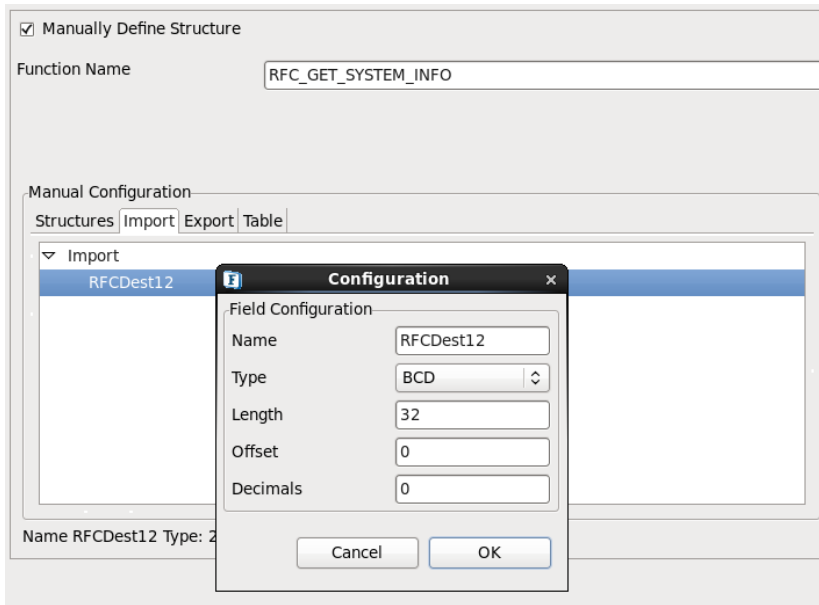 Manually Define Structure
Function Name
RFC_GET_SYSTEM_INFO
Manual Configuration
Structures Import Export Table
Import
RFCDest12
Configuration
Field Configuration
Name RFCDest12
Type BCD
Length 32
Offset 0
Decimals 0
Cancel OK
Name RFCDest12 Type: 2